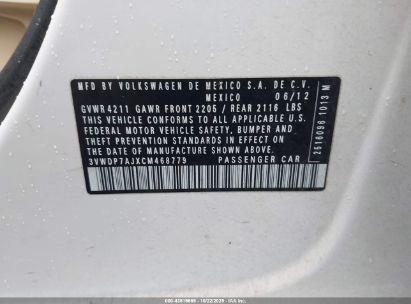 MFD BY VOLKSWAGEN DE MEXICO S.A. DE C.V.
MEXICO 06/12
GVWR 4211 GAWR FRONT 2205 / REAR 2116 LBS
THIS VEHICLE CONFORMS TO ALL APPLICABLE U.S.
FEDERAL MOTOR VEHICLE SAFETY, BUMPER AND
THEFT PREVENTION STANDARDS IN EFFECT ON
THE DATE OF MANUFACTURE SHOWN ABOVE.
3VWDP7AJXCM468779 PASSENGER CAR
2516096 1013 M